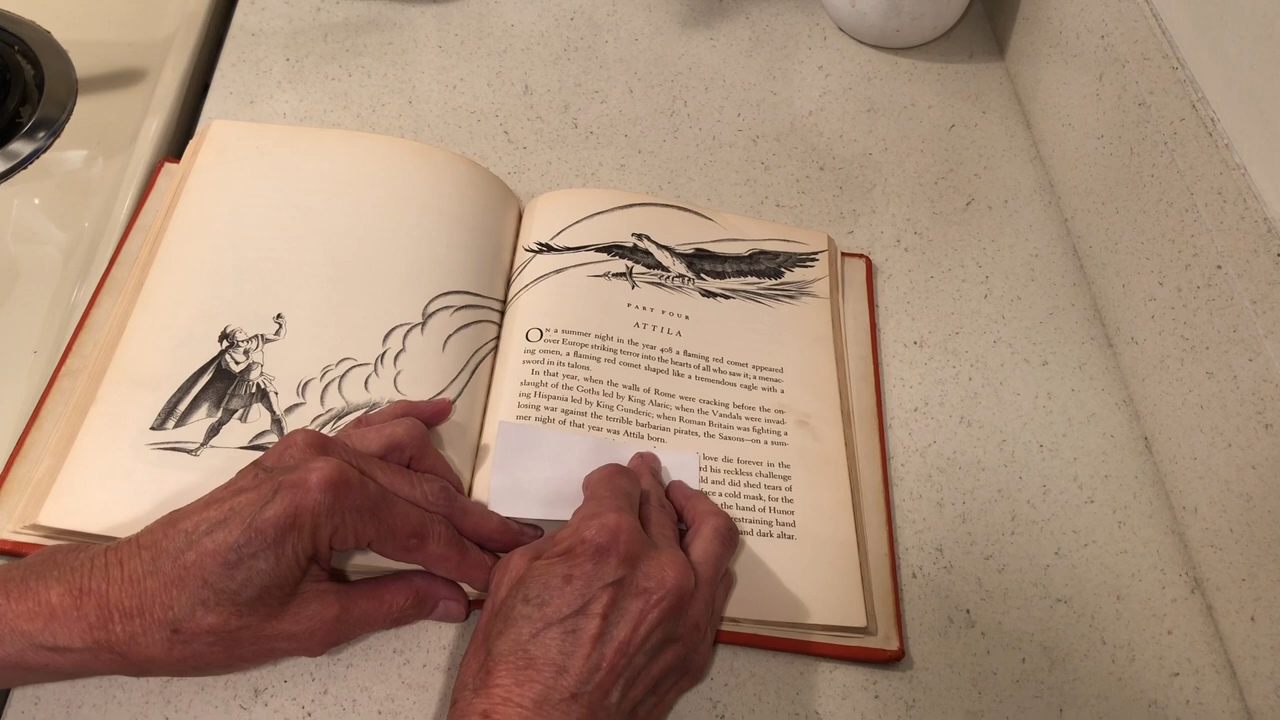 PART FOUR
ATTILA
ON a summer night in the year 408 a flaming red comet appeared
over Europe striking terror into the hearts of all who saw it; a menac-
ing omen, a flaming red comet shaped like a tremendous eagle with a
sword in its talons.
In that year, when the walls of Rome were cracking before the on-
slaught of the Goths led by King Alaric; when the Vandals were invad-
ing Hispania led by King Gunderic; when Roman Britain was fighting a
losing war against the terrible barbarian pirates, the Saxons—on a sum-
mer night of that year was Attila born.
love die forever in the
his reckless challenge
and did shed tears of
a cold mask, for the
the hand of Hunor
restraining hand
and dark altar.